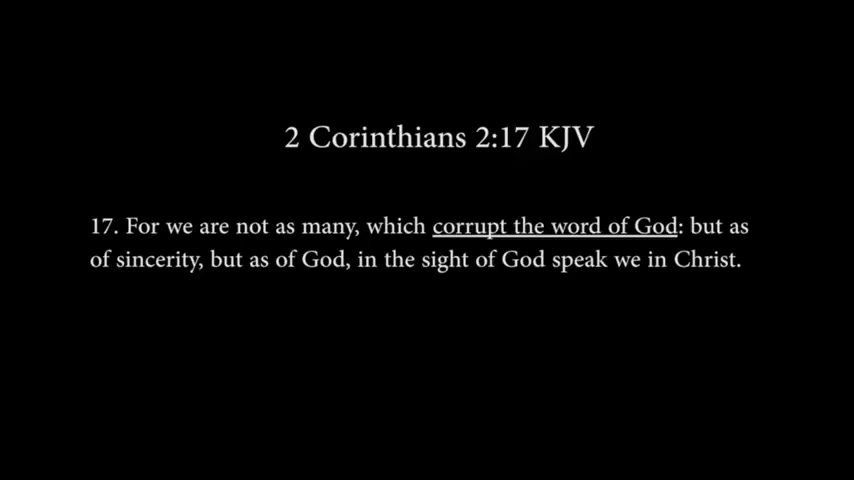 2 Corinthians 2:17 KJV
17. For we are not as many, which corrupt the word of God: but as
of sincerity, but as of God, in the sight of God speak we in Christ.